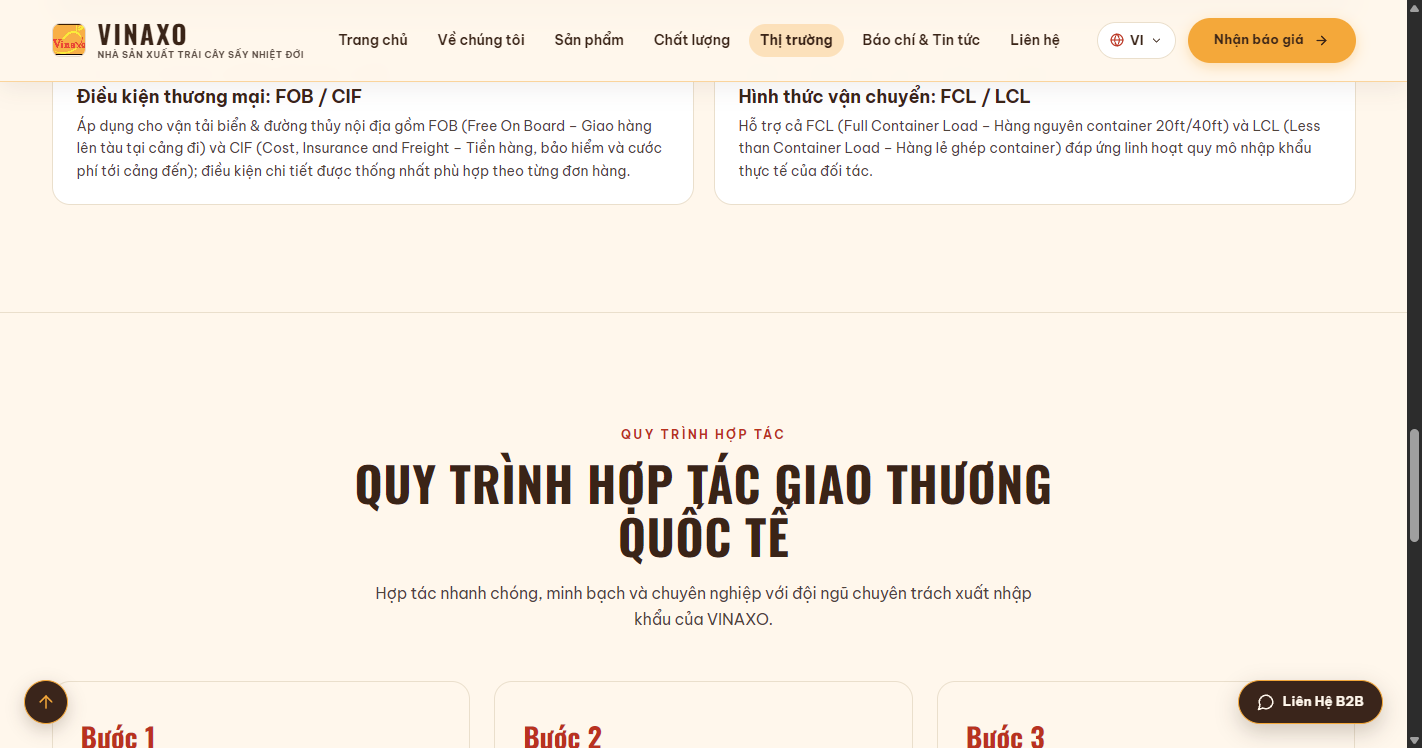 Vinaxo
VINAXO
NHÀ SẢN XUẤT TRÁI CÂY SẤY NHIỆT ĐỚI
Trang chủ
Về chúng tôi
Sản phẩm
Chất lượng
Thị trường
Báo chí & Tin tức
Liên hệ
VI
Nhận báo giá
Điều kiện thương mại: FOB / CIF
Áp dụng cho vận tải biển & đường thủy nội địa gồm FOB (Free On Board – Giao hàng
lên tàu tại cảng đi) và CIF (Cost, Insurance and Freight – Tiền hàng, bảo hiểm và cước
phí tới cảng đến); điều kiện chi tiết được thống nhất phù hợp theo từng đơn hàng.
Hình thức vận chuyển: FCL / LCL
Hỗ trợ cả FCL (Full Container Load – Hàng nguyên container 20ft/40ft) và LCL (Less
than Container Load – Hàng lẻ ghép container) đáp ứng linh hoạt quy mô nhập khẩu
thực tế của đối tác.
QUY TRÌNH HỢP TÁC
QUY TRÌNH HỢP TÁC GIAO THƯƠNG
QUỐC TẾ
Hợp tác nhanh chóng, minh bạch và chuyên nghiệp với đội ngũ chuyên trách xuất nhập
khẩu của VINAXO.
Bước 1
Bước 2
Bước 3
Liên Hệ B2B